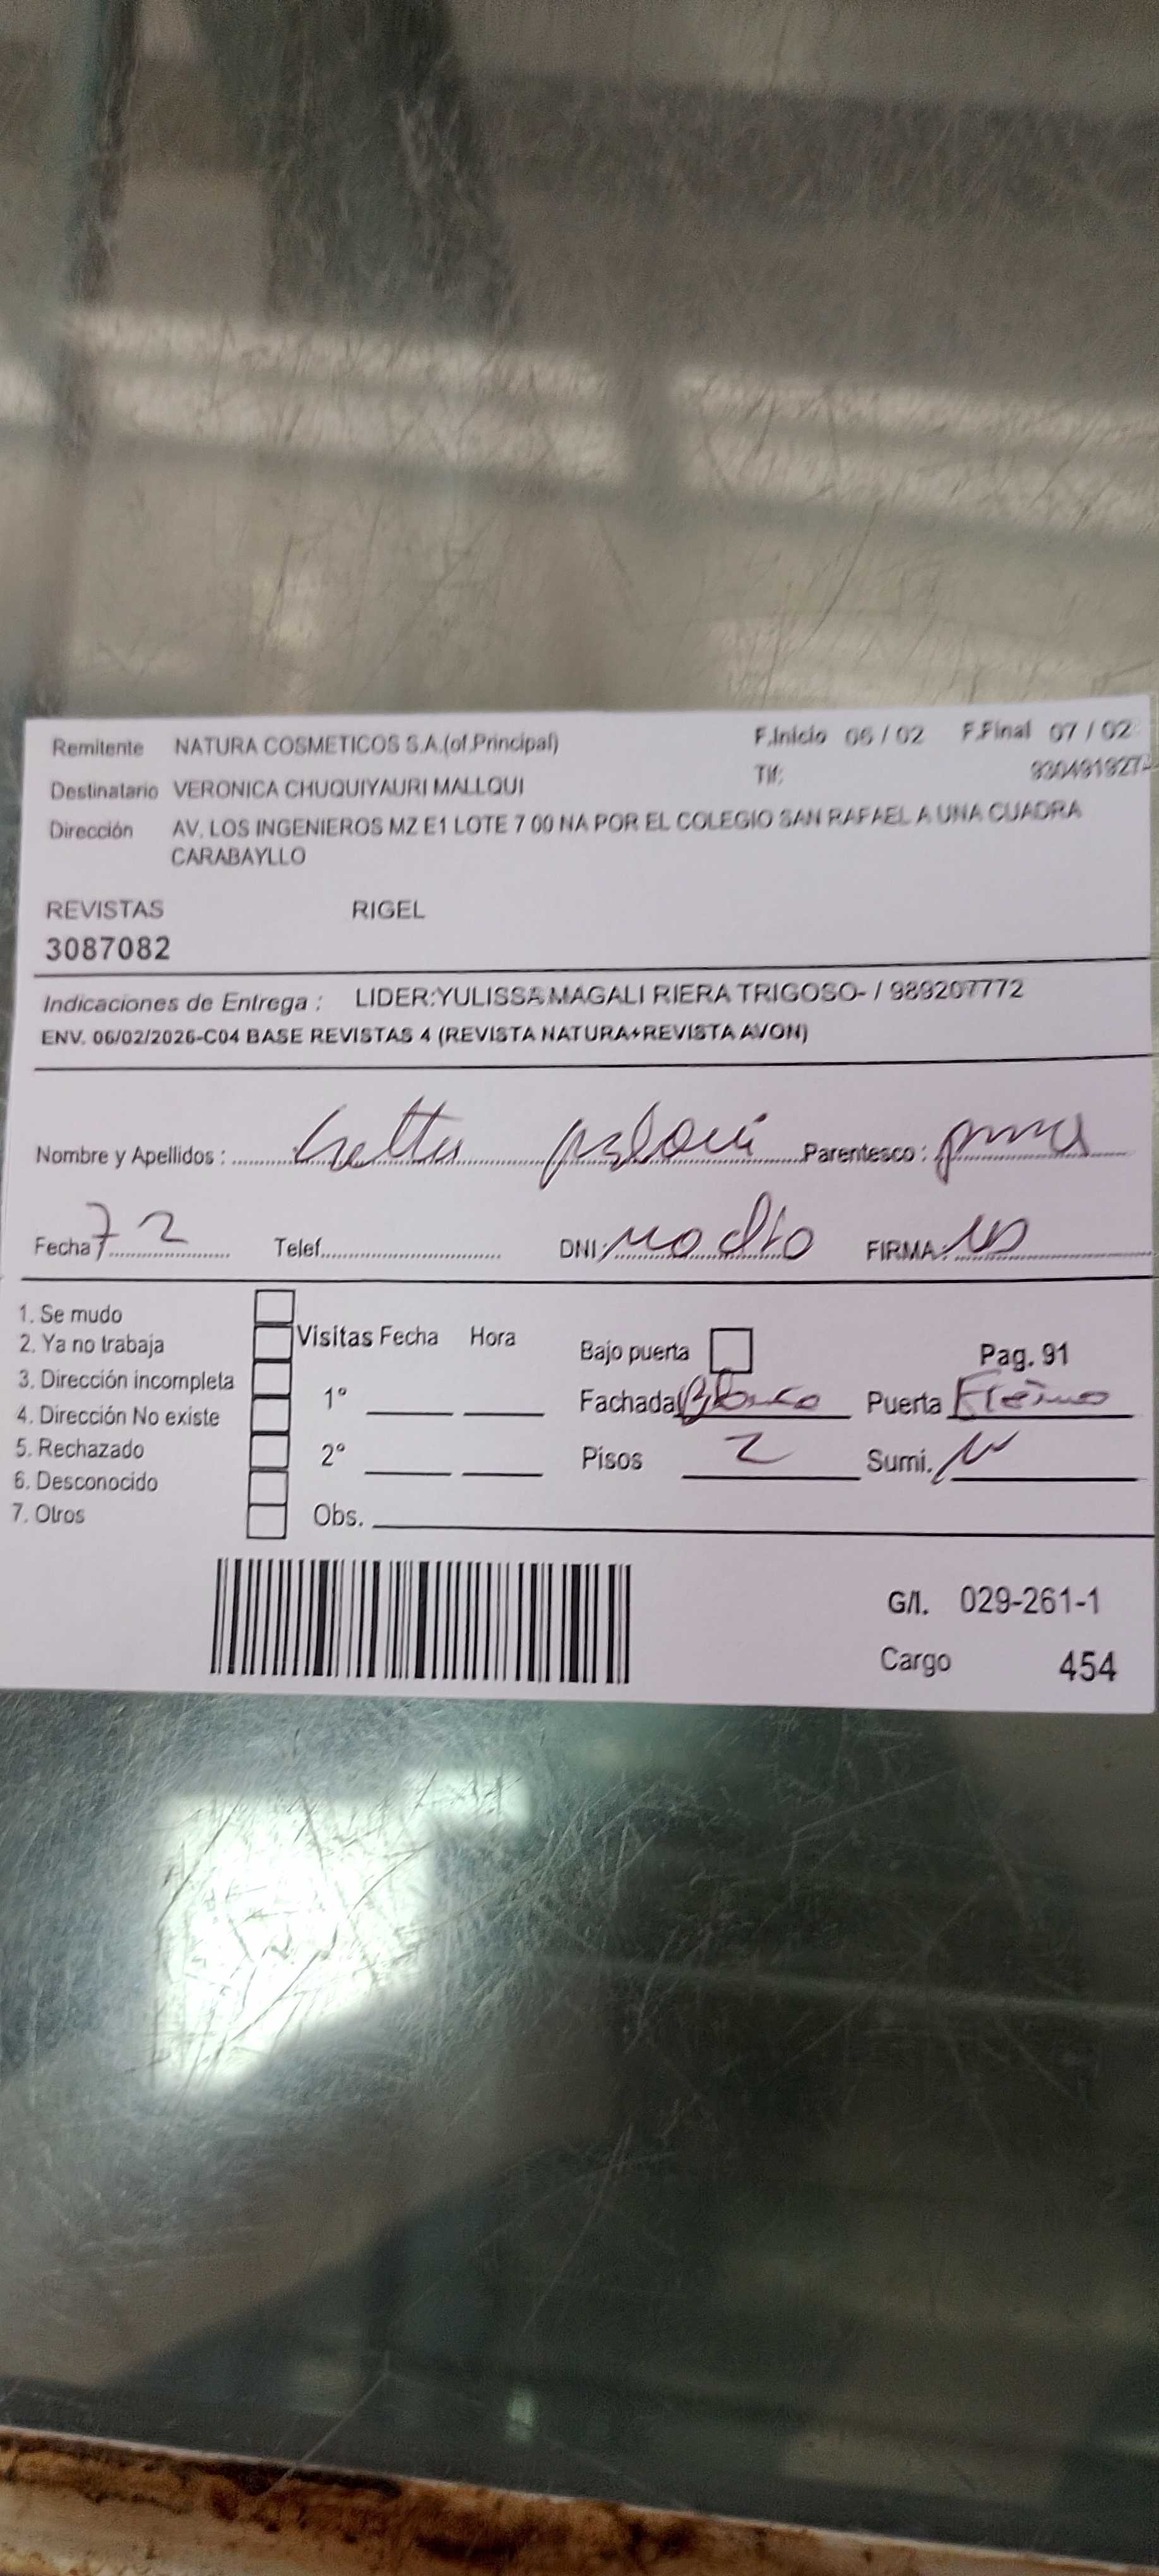 Remitente NATURA COSMETICOS S.A.(of.Principal) F.Inicio 06 / 02 F.Final 07 / 02
Destinatario VERONICA CHUQUIYAURI MALLQUI Tlf:
Dirección AV. LOS INGENIEROS MZ E1 LOTE 7 00 NA POR EL COLEGIO SAN RAFAEL A UNA CUADRA
CARABAYLLO
REVISTAS RIGEL
3087082
Indicaciones de Entrega : LIDER:YULISSA MAGALI RIERA TRIGOSO- / 989207772
ENV. 06/02/2026-C04 BASE REVISTAS 4 (REVISTA NATURA+REVISTA AVON)
Nombre y Apellidos : Parentesco :
Fecha 7 2 Telef. DNI: no dio FIRMA
1. Se mudo
2. Ya no trabaja
3. Dirección incompleta
4. Dirección No existe
5. Rechazado
6. Desconocido
7. Otros
Visitas Fecha Hora
1°
2°
Obs.
Bajo puerta Pag. 91
Fachada Blanco Puerta Fierro
Pisos 2 Sumi.
G/I. 029-261-1
Cargo 454